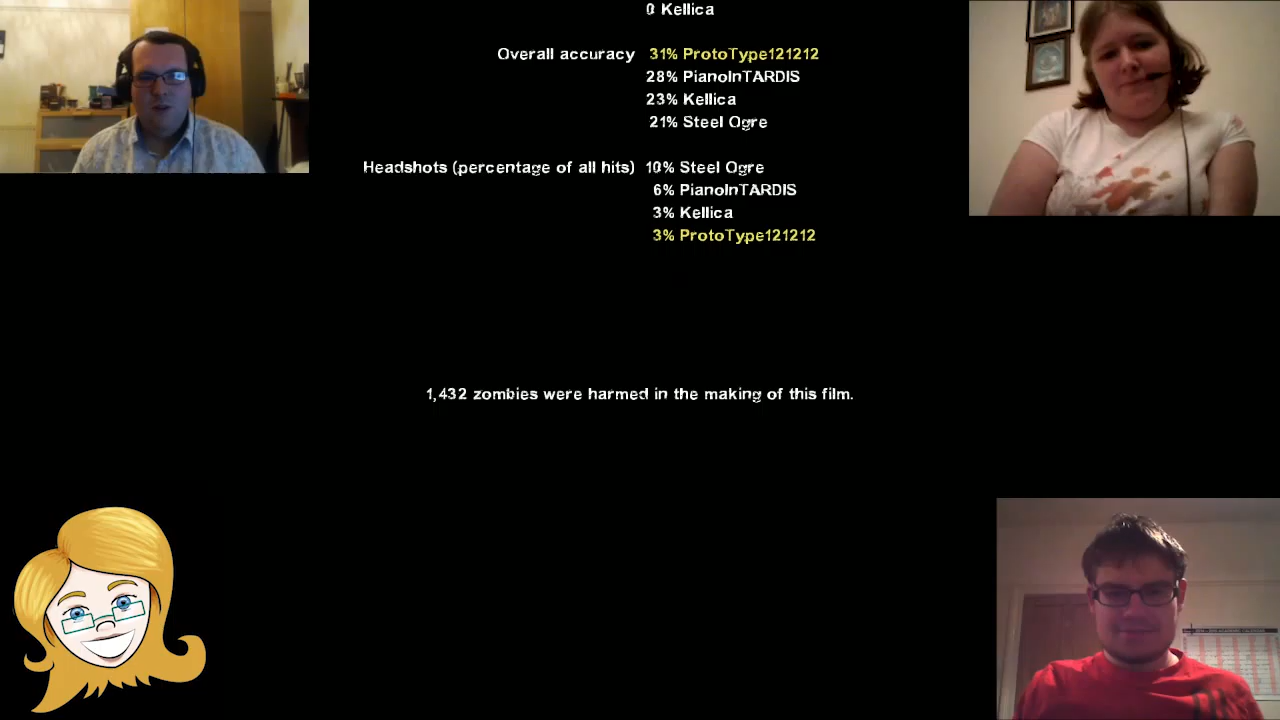 0 Kellica
Overall accuracy 31% ProtoType121212
28% PianoInTARDIS
23% Kellica
21% Steel Ogre
Headshots (percentage of all hits) 10% Steel Ogre
6% PianoInTARDIS
3% Kellica
3% ProtoType121212
1,432 zombies were harmed in the making of this film.